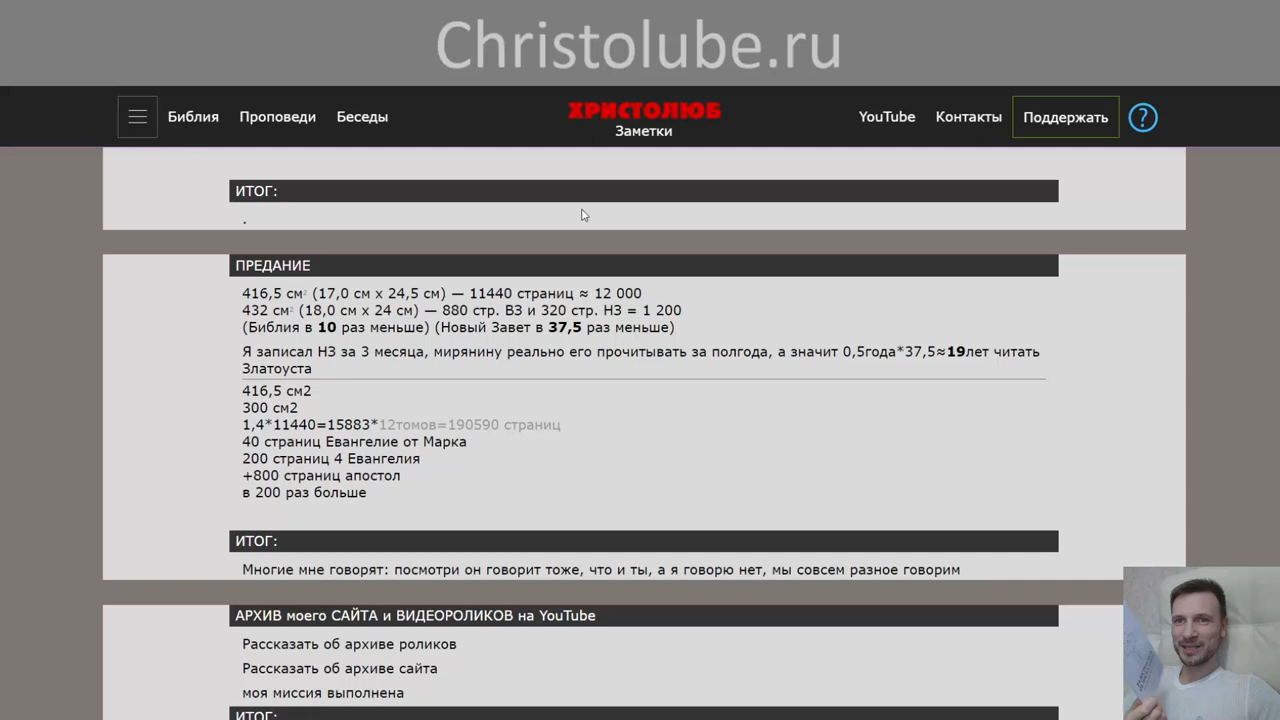 Christolube.ru
Библия Проповеди Беседы ХРИСТОЛЮБ YouTube Контакты Поддержать ?
Заметки
ИТОГ:
.
ПРЕДАНИЕ
416,5 см² (17,0 см х 24,5 см) — 11440 страниц ≈ 12 000
432 см² (18,0 см х 24 см) — 880 стр. ВЗ и 320 стр. НЗ = 1 200
(Библия в 10 раз меньше) (Новый Завет в 37,5 раз меньше)
Я записал НЗ за 3 месяца, мирянину реально его прочитывать за полгода, а значит 0,5года*37,5≈19лет читать
Златоуста
416,5 см2
300 см2
1,4*11440=15883*12томов=190590 страниц
40 страниц Евангелие от Марка
200 страниц 4 Евангелия
+800 страниц апостол
в 200 раз больше
ИТОГ:
Многие мне говорят: посмотри он говорит тоже, что и ты, а я говорю нет, мы совсем разное говорим
АРХИВ моего САЙТА и ВИДЕОРОЛИКОВ на YouTube
Рассказать об архиве роликов
Рассказать об архиве сайта
моя миссия выполнена
ИТОГ: